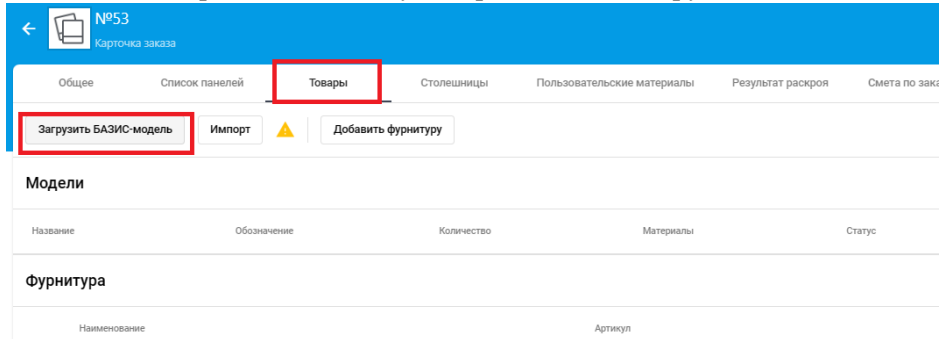 №53
Карточка заказа
Общее Список панелей Товары Столешницы Пользовательские материалы Результат раскроя Смета по зака
Загрузить БАЗИС-модель Импорт Добавить фурнитуру
Модели
Название Обозначение Количество Материалы Статус
Фурнитура
Наименование Артикул